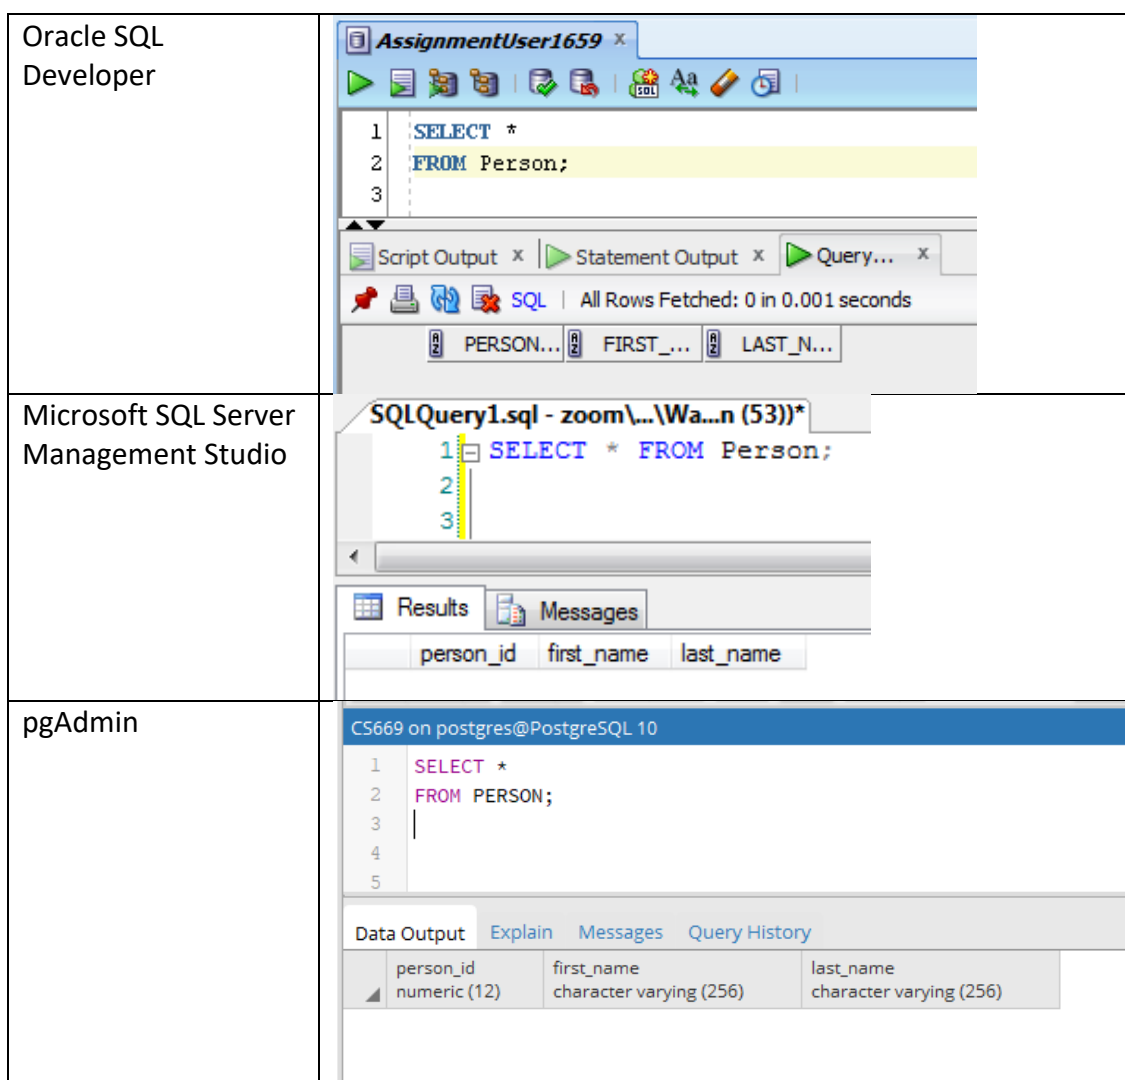 Oracle SQL
Developer
AssignmentUser1659 x
SQL Aa
1 SELECT *
2 FROM Person;
3
Script Output x Statement Output x Query... x
SQL | All Rows Fetched: 0 in 0.001 seconds
PERSON... FIRST_... LAST_N...
Microsoft SQL Server
Management Studio
SQLQuery1.sql - zoom\...\Wa...n (53))*
1 SELECT * FROM Person;
2
3
Results Messages
person_id first_name last_name
pgAdmin
CS669 on postgres@PostgreSQL 10
1 SELECT *
2 FROM PERSON;
3
4
5
Data Output Explain Messages Query History
person_id first_name last_name
numeric (12) character varying (256) character varying (256)